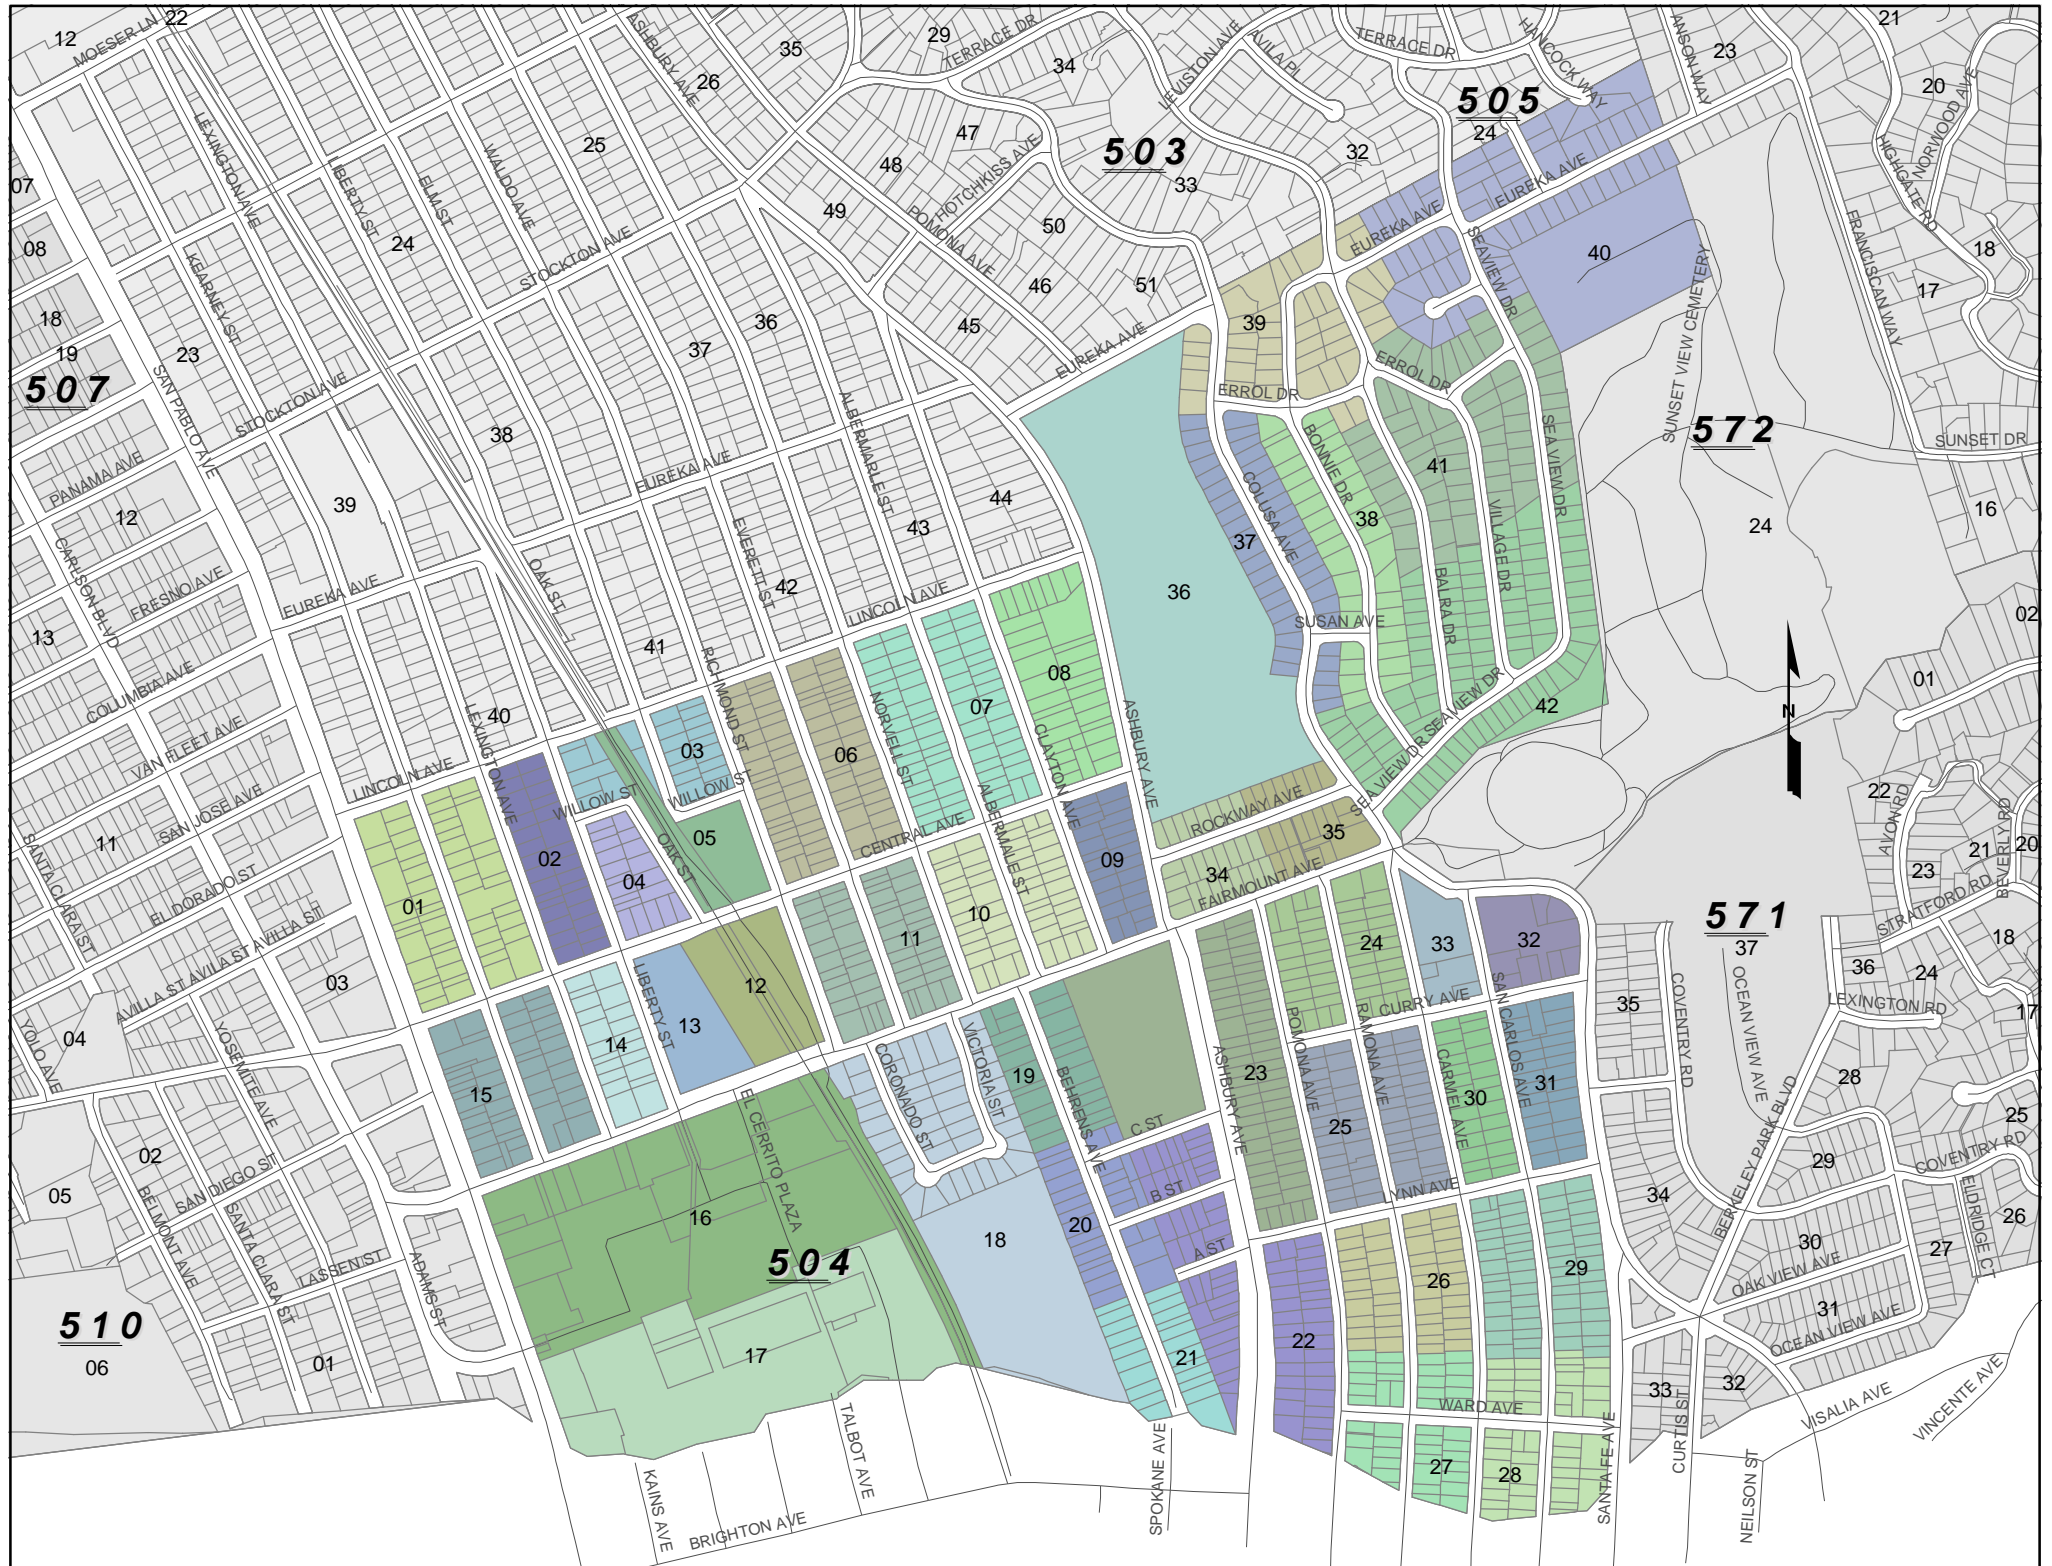 22
12
MOESER LN
ASHBURY AVE
35
29
TERRACE DR
34
LEVISTON AVE
AVILA PL
TERRACE DR
HANCOCK WAY
ANSON WAY
23
21
20
NORWOOD AVE
HIGHGATE RD
26
505
24
LEXINGTON AVE
LIBERTY ST
ELM ST
WALDO AVE
25
47
48
HOTCHKISS AVE
503
33
32
EUREKA AVE
07
08
24
STOCKTON AVE
49
POMONA AVE
50
EUREKA AVE
SEAVIEW DR
40
SUNSET VIEW CEMETERY
FRANCISCAN WAY
18
17
KEARNEY ST
18
19
23
507
SAN PABLO AVE
STOCKTON AVE
36
37
46
51
45
EUREKA AVE
39
ERROL DR
ERROL DR
38
ALBERMARLE ST
572
SUNSET DR
PANAMA AVE
12
39
EUREKA AVE
44
43
BONNIE DR
41
SEA VIEW DR
COLUSA AVE
37
38
VILLAGE DR
24
16
CARLSON BLVD
FRESNO AVE
EUREKA AVE
OAK ST
EVERETT ST
42
LINCOLN AVE
36
SUSAN AVE
BALRA DR
13
COLUMBIA AVE
41
RICHMOND ST
02
01
40
LEXINGTON AVE
08
07
NORVELL ST
CLAYTON AVE
ASHBURY AVE
SEAVIEW DR
42
N
VAN FLEET AVE
LINCOLN AVE
03
06
WILLOW ST
WILLOW ST
SEA VIEW DR
ROCKWAY AVE
35
22
AVON RD
BEVERLY RD
SAN JOSE AVE
11
SANTA CLARA ST
02
05
OAK ST
04
CENTRAL AVE
ALBERMALE ST
09
34
FAIRMOUNT AVE
20
21
23
STRATFORD RD
EL DORADO ST
01
10
11
24
33
32
571
37
18
AVILLA ST
AVILA ST
AVILLA ST
03
12
LIBERTY ST
36
24
LEXINGTON RD
17
YOLO AVE
04
YOSEMITE AVE
14
13
CORONADO ST
VICTORIA ST
19
BEHRENS AVE
CURRY AVE
POMONA AVE
RAMONA AVE
CARMEL AVE
SAN CARLOS AVE
35
COVENTRY RD
OCEAN VIEW AVE
28
15
EL CERRITO PLAZA
C ST
ASHBURY AVE
23
25
30
31
BERKELEY PARK BLVD
25
02
SAN DIEGO ST
B ST
LYNN AVE
34
29
COVENTRY RD
05
BELMONT AVE
SANTA CLARA ST
16
20
18
504
A ST
26
29
30
OAK VIEW AVE
27
ELDRIDGE CT
26
LASSEN ST
ADAMS ST
31
OCEAN VIEW AVE
510
06
01
17
21
22
33
32
WARD AVE
CURTIS ST
SANTA FE AVE
VISALIA AVE
VINCENTE AVE
TALBOT AVE
KAINS AVE
BRIGHTON AVE
SPOKANE AVE
27
28
NEILSON ST